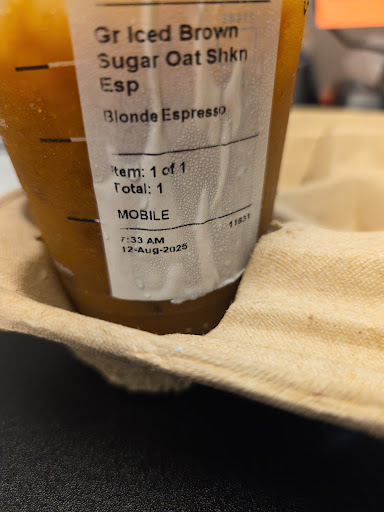 Gr Iced Brown
Sugar Oat Shkn
Esp
Blonde Espresso
Item: 1 of 1
Total: 1
MOBILE
11831
7:33 AM
12-Aug-2025